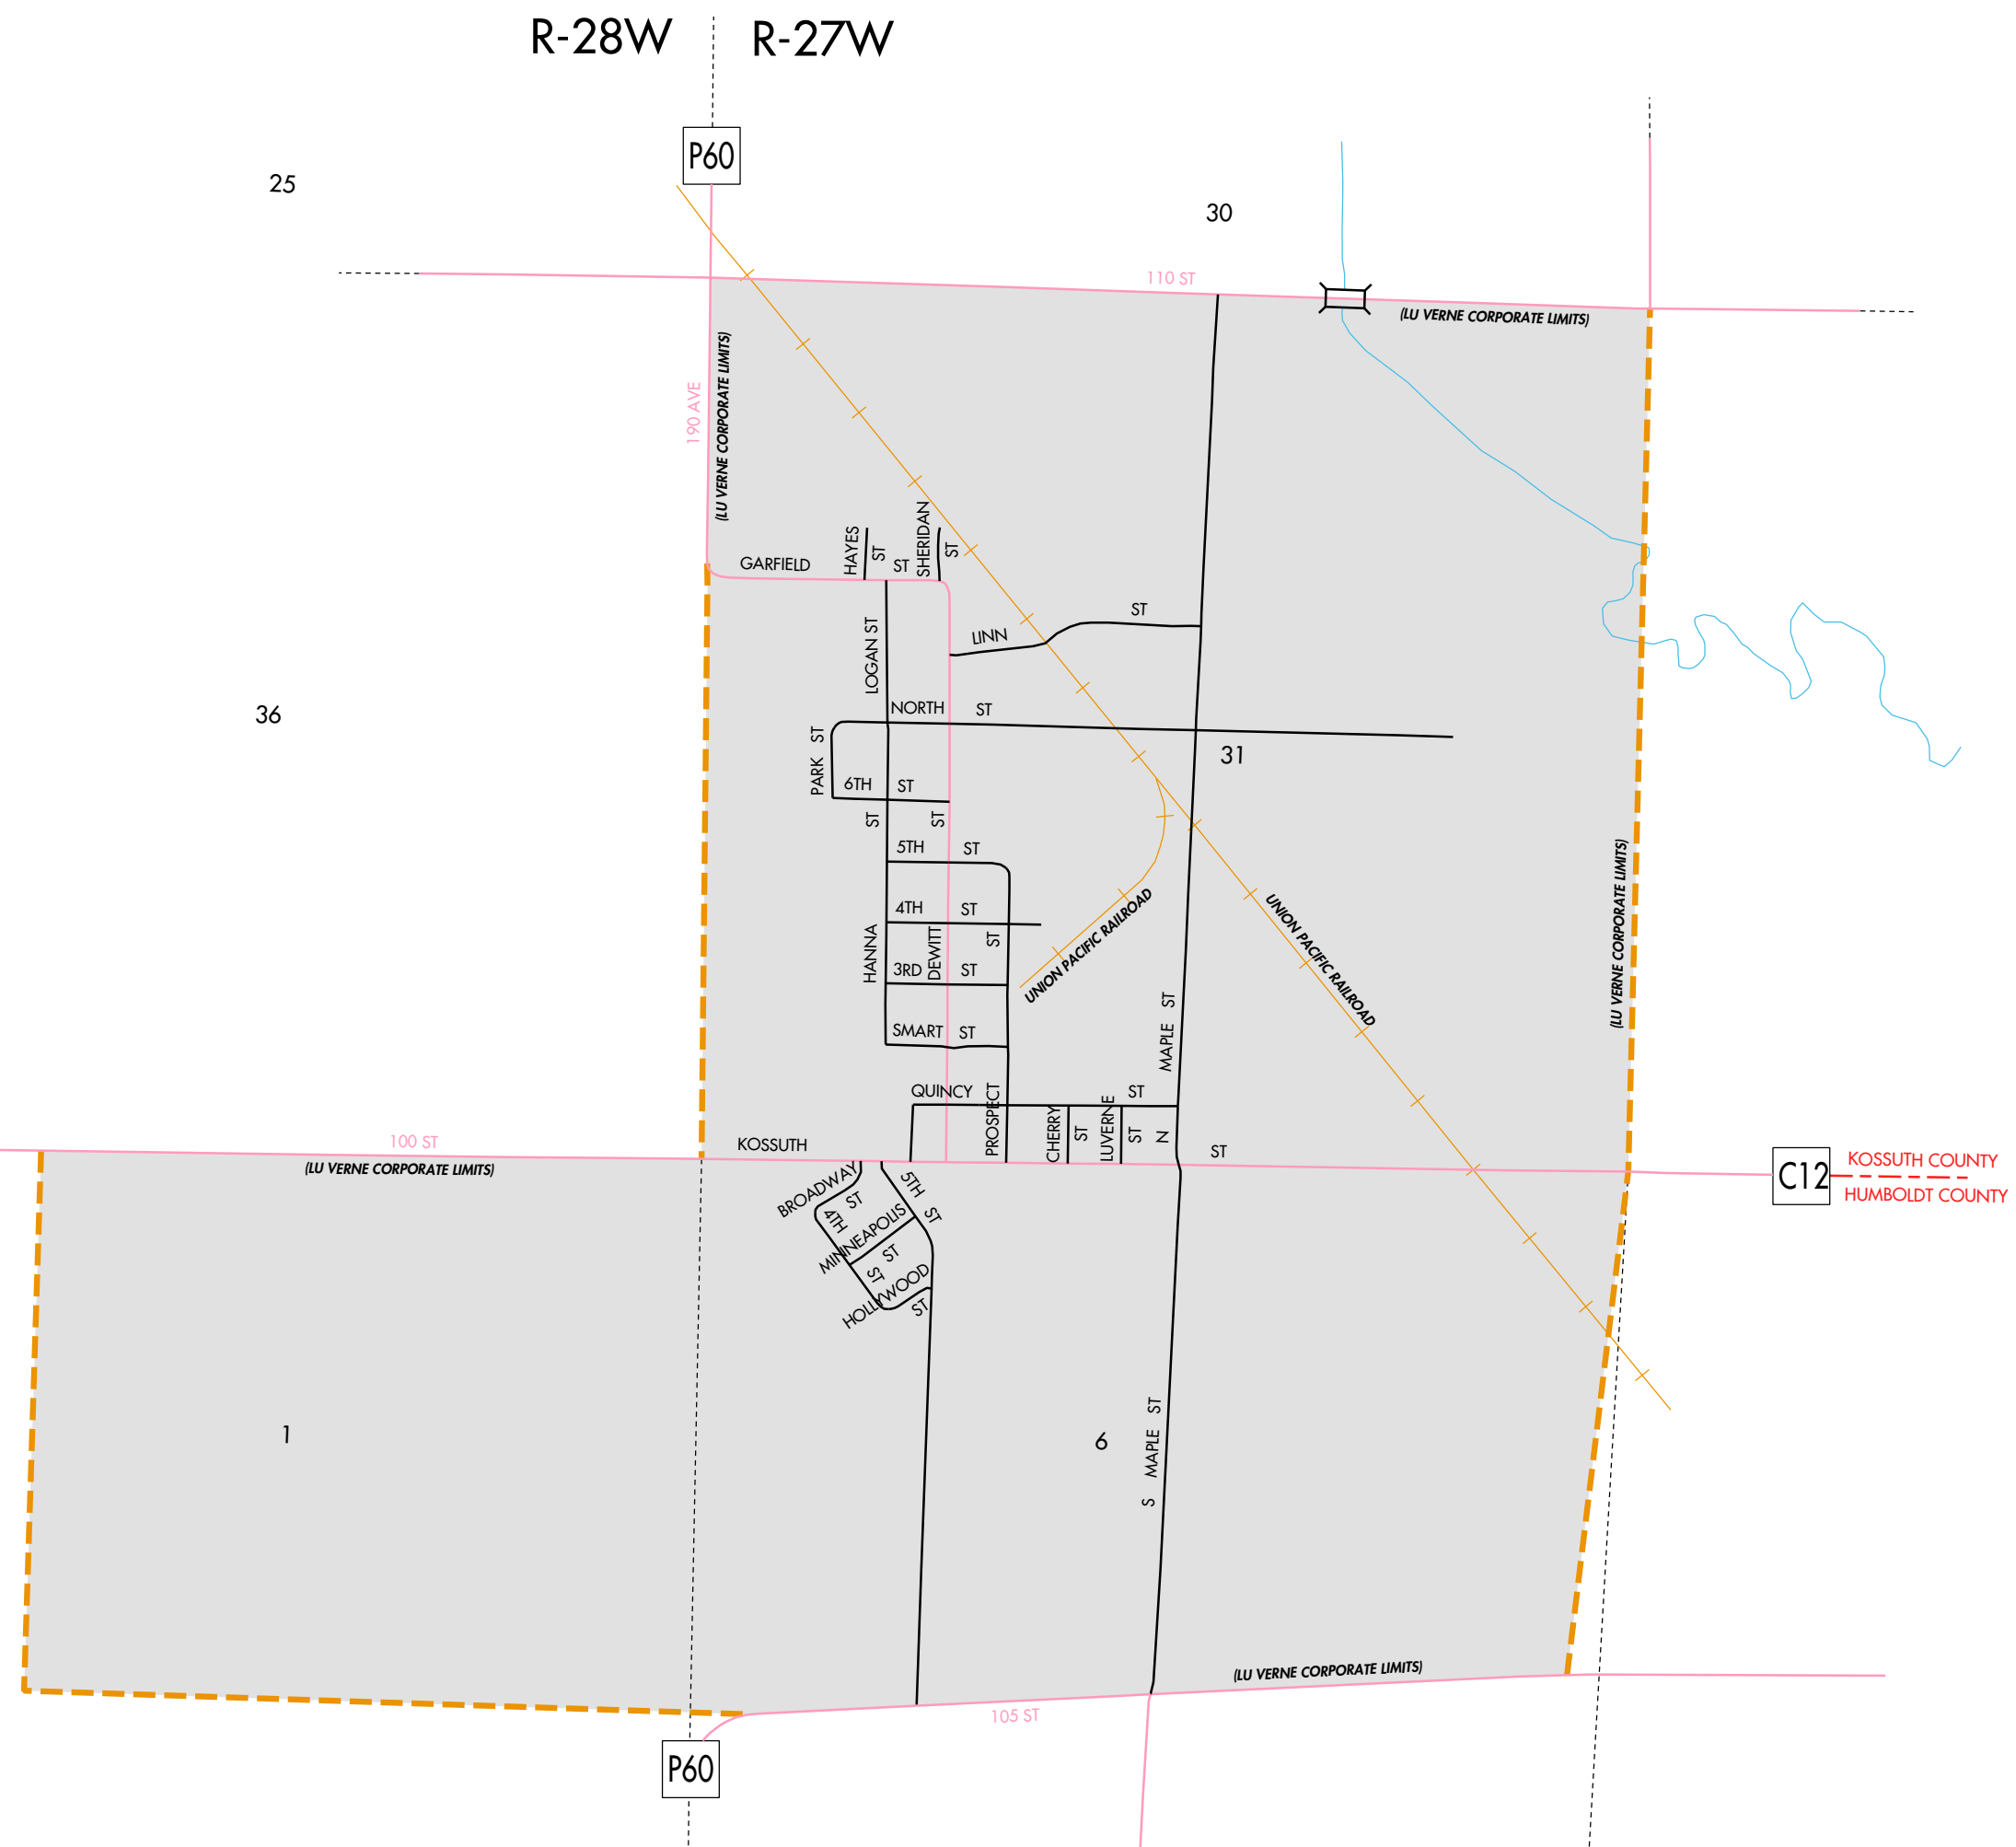 R-28W
R-27W
P60
25
30
110 ST
(LU VERNE CORPORATE LIMITS)
190 AVE
(LU VERNE CORPORATE LIMITS)
HAYES
ST
ST
SHERIDAN
ST
GARFIELD
LINN
ST
LOGAN ST
NORTH
ST
36
31
PARK
ST
6TH
ST
ST
ST
5TH
ST
4TH
ST
HANNA
DEWITT
ST
3RD
ST
UNION PACIFIC RAILROAD
UNION PACIFIC RAILROAD
(LU VERNE CORPORATE LIMITS)
MAPLE
ST
SMART
ST
QUINCY
ST
PROSPECT
CHERRY
ST
LUVERNE
ST
N
100 ST
(LU VERNE CORPORATE LIMITS)
KOSSUTH
ST
C12
KOSSUTH COUNTY
HUMBOLDT COUNTY
BROADWAY
ST
5TH
ST
4TH
ST
MINNEAPOLIS
ST
HOLLYWOOD
ST
1
6
S
MAPLE
ST
(LU VERNE CORPORATE LIMITS)
105 ST
P60